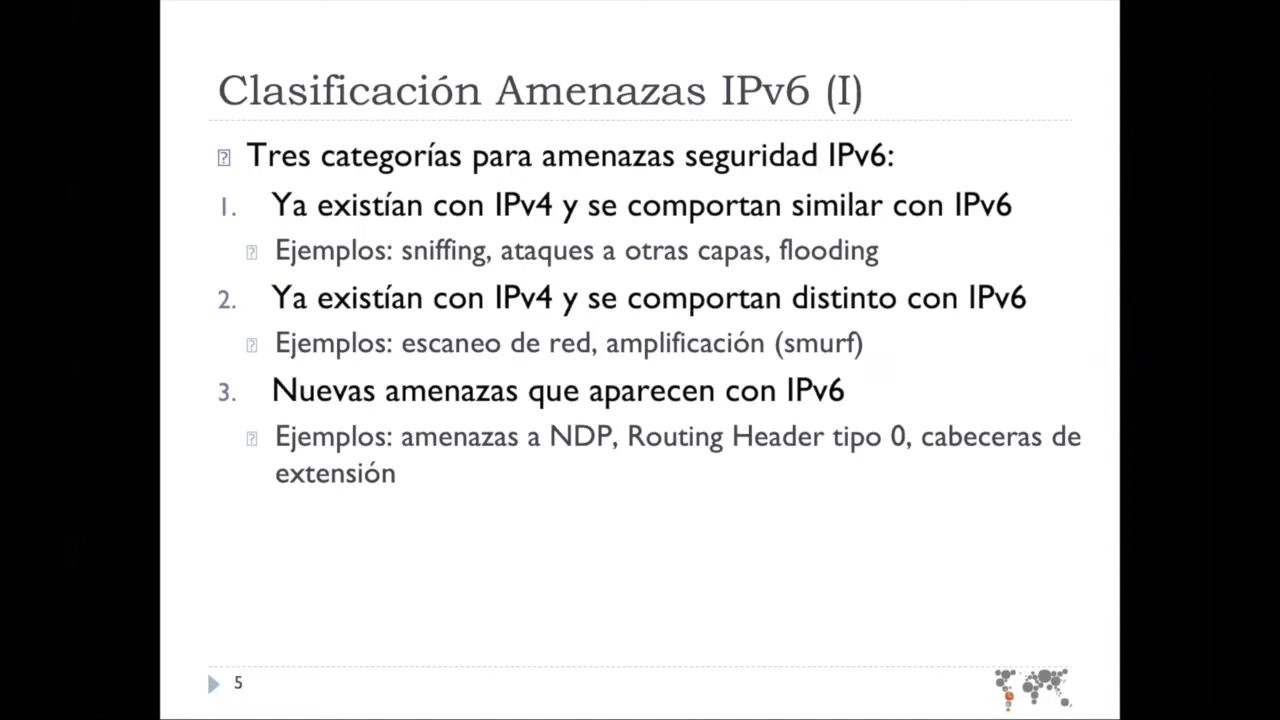 Clasificación Amenazas IPv6 (I)
Tres categorías para amenazas seguridad IPv6:
1. Ya existían con IPv4 y se comportan similar con IPv6
Ejemplos: sniffing, ataques a otras capas, flooding
2. Ya existían con IPv4 y se comportan distinto con IPv6
Ejemplos: escaneo de red, amplificación (smurf)
3. Nuevas amenazas que aparecen con IPv6
Ejemplos: amenazas a NDP, Routing Header tipo 0, cabeceras de
extensión
5